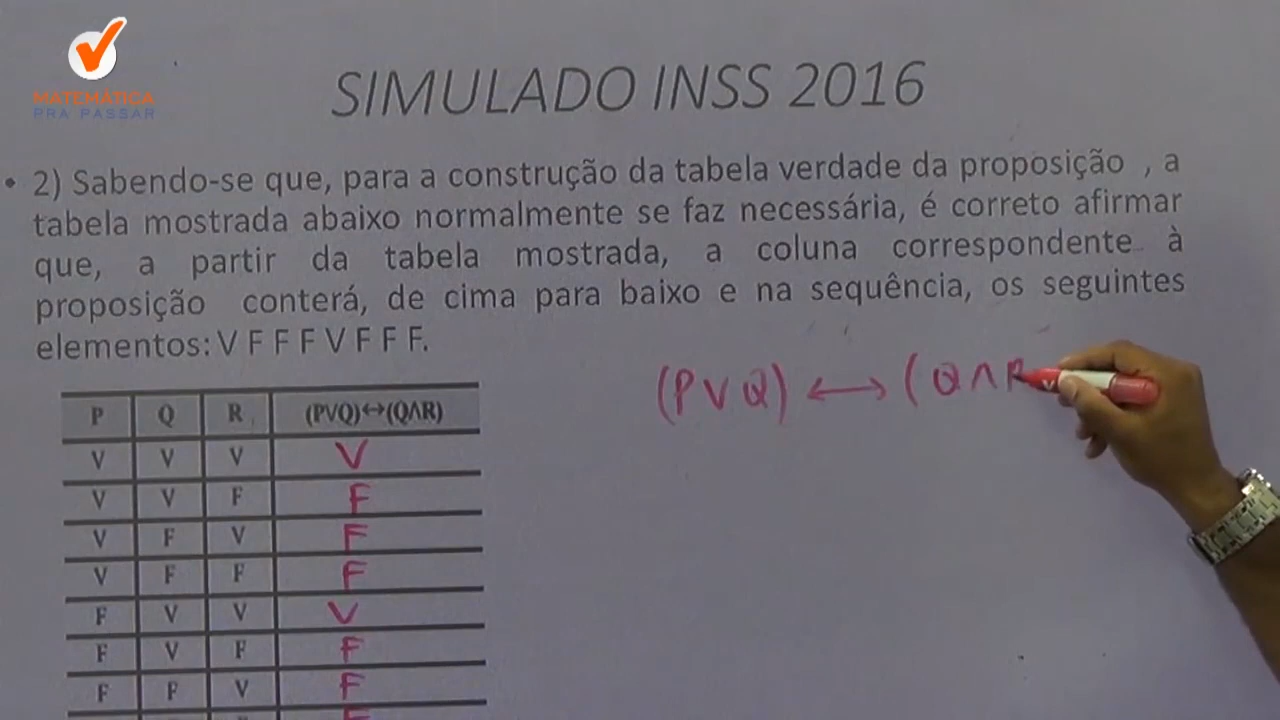 MATEMÁTICA
PRA PASSAR
SIMULADO INSS 2016
• 2) Sabendo-se que, para a construção da tabela verdade da proposição , a
tabela mostrada abaixo normalmente se faz necessária, é correto afirmar
que, a partir da tabela mostrada, a coluna correspondente à
proposição conterá, de cima para baixo e na sequência, os seguintes
elementos: V F F F V F F F.
(P V Q) ↔ ( Q ∧ R
P Q R (PVQ)↔(QΛR)
V V V V
V V F F
V F V F
V F F F
F V V V
F V F F
F F V F